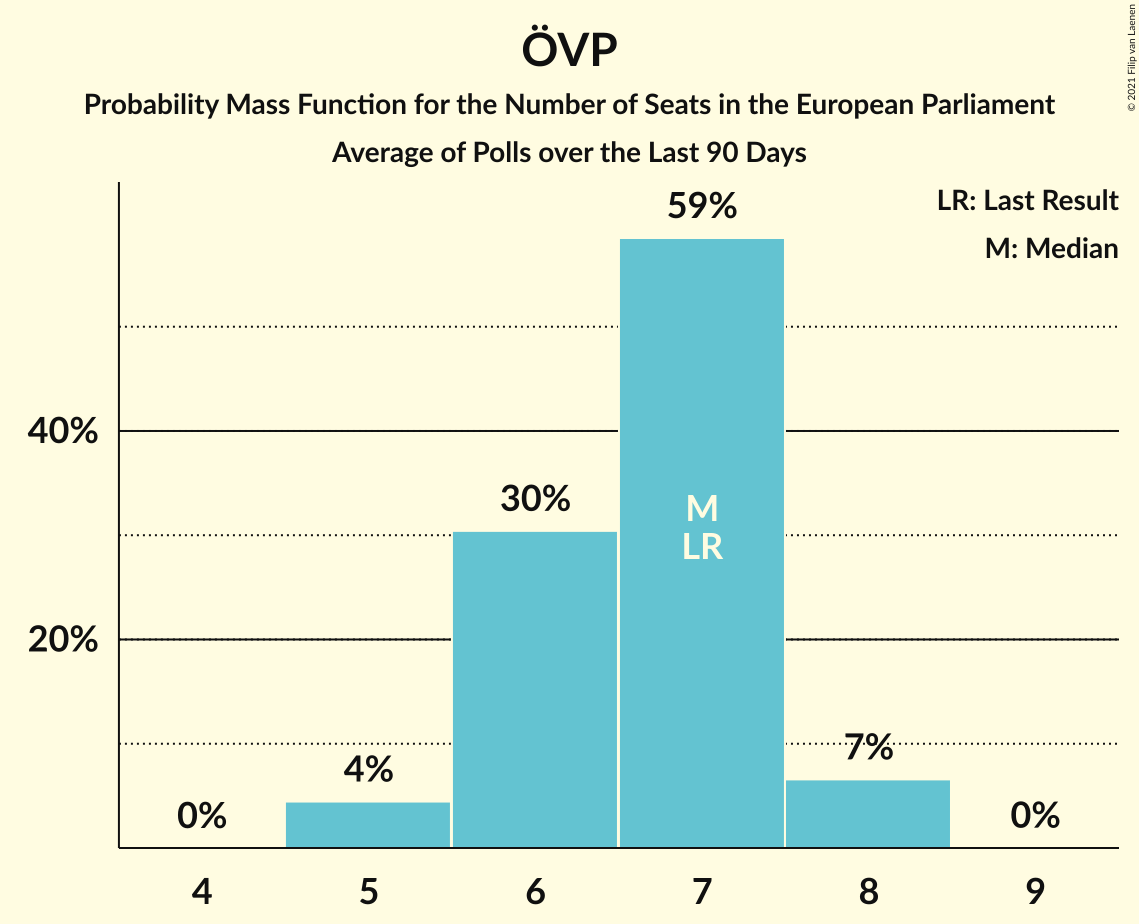 ÖVP
Probability Mass Function for the Number of Seats in the European Parliament
Average of Polls over the Last 90 Days
© 2021 Filip van Laenen
LR: Last Result
M: Median
59%
40%
30%
M
LR
20%
7%
4%
0%
0%
4 5 6 7 8 9